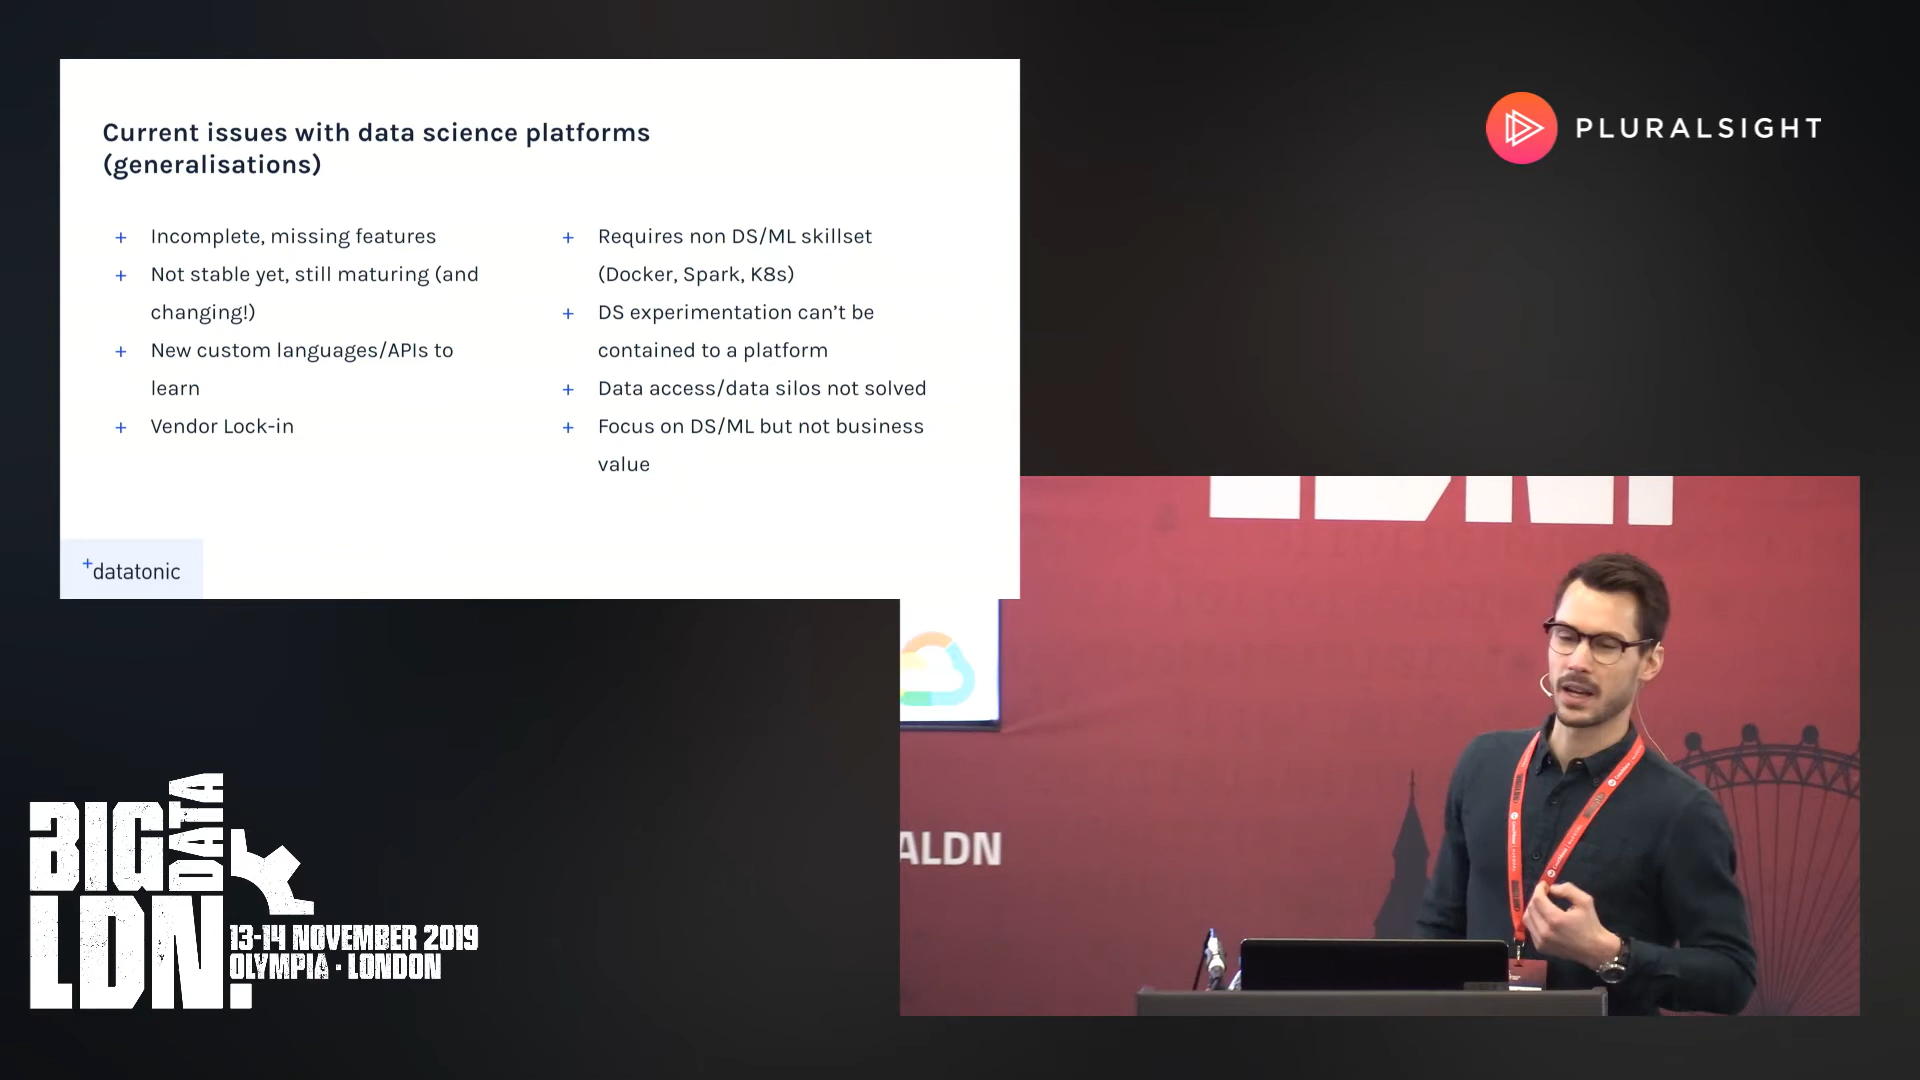 Current issues with data science platforms
(generalisations)
+ Incomplete, missing features
+ Not stable yet, still maturing (and
changing!)
+ New custom languages/APIs to
learn
+ Vendor Lock-in
+ Requires non DS/ML skillset
(Docker, Spark, K8s)
+ DS experimentation can’t be
contained to a platform
+ Data access/data silos not solved
+ Focus on DS/ML but not business
value
+datatonic
PLURALSIGHT
ALDN
BIG
DATA
LDN.
13-14 NOVEMBER 2019
OLYMPIA · LONDON